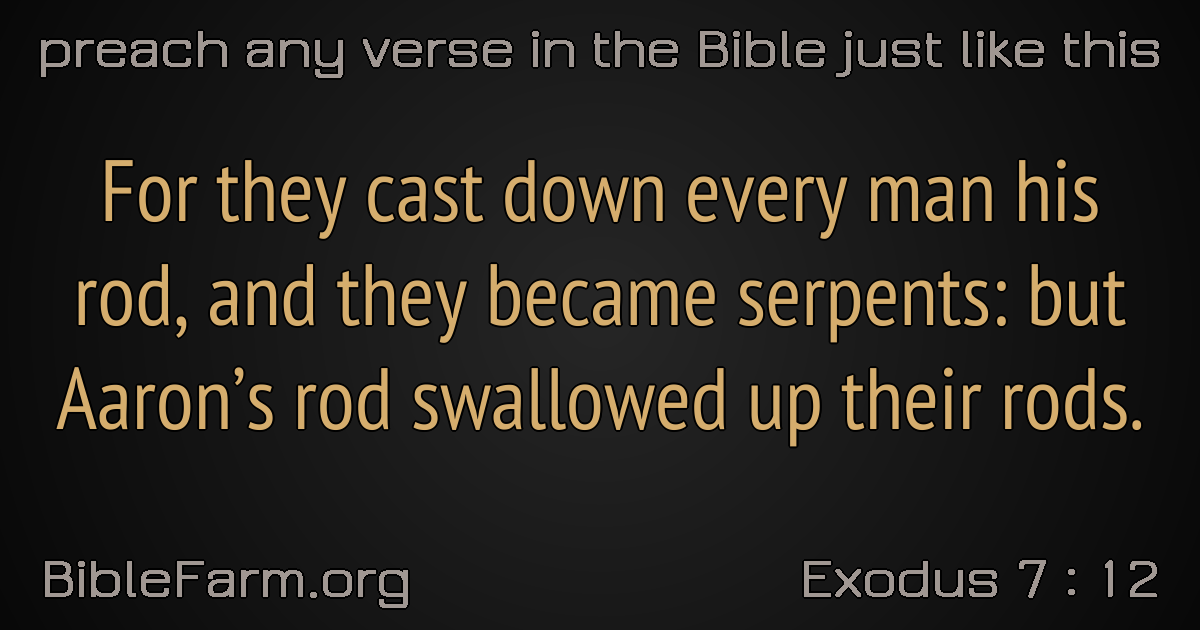 preach any verse in the Bible just like this
For they cast down every man his
rod, and they became serpents: but
Aaron’s rod swallowed up their rods.
BibleFarm.org
Exodus 7 : 12